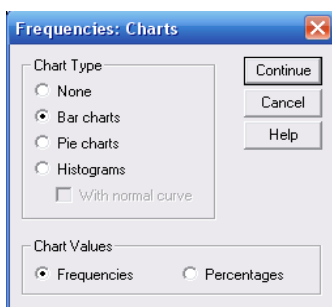 Frequencies: Charts
Chart Type
None
Bar charts
Pie charts
Histograms
With normal curve
Continue
Cancel
Help
Chart Values
Frequencies
Percentages